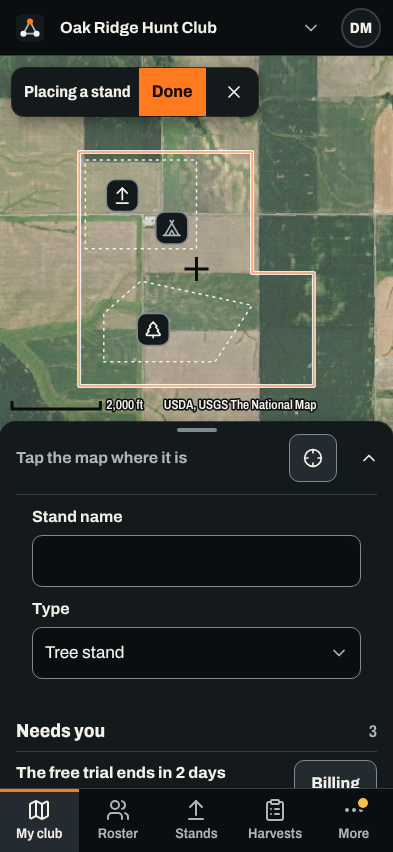 Oak Ridge Hunt Club
DM
Placing a stand
Done
2,000 ft
USDA, USGS The National Map
Tap the map where it is
Stand name
Type
Tree stand
Needs you
3
The free trial ends in 2 days
Billing
My club
Roster
Stands
Harvests
More